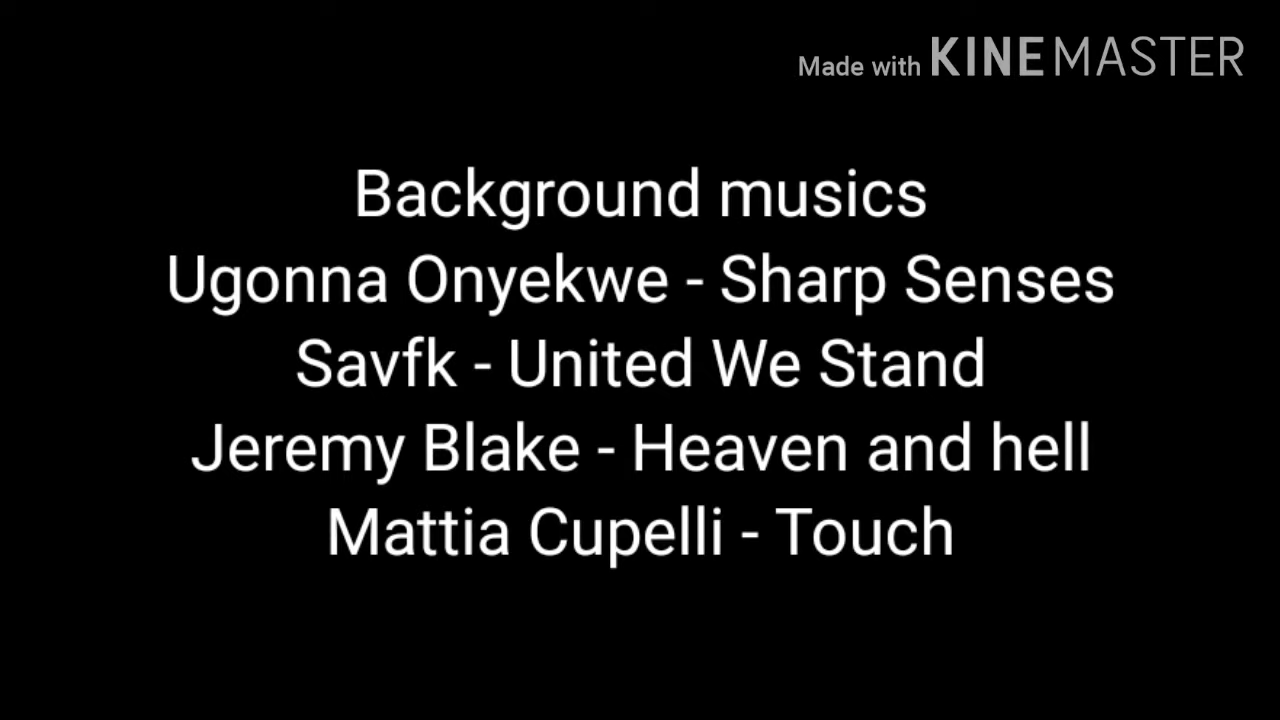 Made with KINEMASTER
Background musics
Ugonna Onyekwe - Sharp Senses
Savfk - United We Stand
Jeremy Blake - Heaven and hell
Mattia Cupelli - Touch